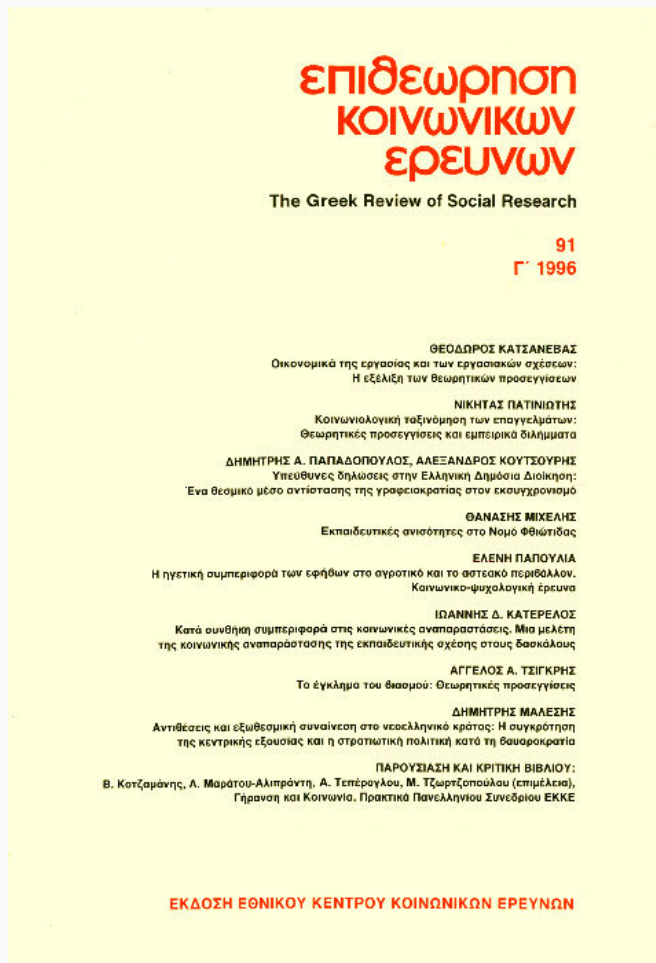 επιθεωρηση
κοινωνικων
ερευνων
The Greek Review of Social Research
91
Γ΄ 1996
ΘΕΟΔΩΡΟΣ ΚΑΤΣΑΝΕΒΑΣ
Οικονομικά της εργασίας και των εργασιακών σχέσεων:
Η εξέλιξη των θεωρητικών προσεγγίσεων
ΝΙΚΗΤΑΣ ΠΑΤΙΝΙΩΤΗΣ
Κοινωνιολογική ταξινόμηση των επαγγελμάτων:
Θεωρητικές προσεγγίσεις και εμπειρικά διλήμματα
ΔΗΜΗΤΡΗΣ Α. ΠΑΠΑΔΟΠΟΥΛΟΣ, ΑΛΕΞΑΝΔΡΟΣ ΚΟΥΤΣΟΥΡΗΣ
Υπεύθυνες δηλώσεις στην Ελληνική Δημόσια Διοίκηση:
Ένα θεσμικό μέσο αντίστασης της γραφειοκρατίας στον εκσυγχρονισμό
ΘΑΝΑΣΗΣ ΜΙΧΕΛΗΣ
Εκπαιδευτικές ανισότητες στο Νομό Φθιώτιδας
ΕΛΕΝΗ ΠΑΠΟΥΛΙΑ
Η ηγετική συμπεριφορά των εφήβων στο αγροτικό και το αστεακό περιβάλλον.
Κοινωνικο-ψυχολογική έρευνα
ΙΩΑΝΝΗΣ Δ. ΚΑΤΕΡΕΛΟΣ
Κατά συνθήκη συμπεριφορά στις κοινωνικές αναπαραστάσεις. Μια μελέτη
της κοινωνικής αναπαράστασης της εκπαιδευτικής σχέσης στους δασκάλους
ΑΓΓΕΛΟΣ Α. ΤΣΙΓΚΡΗΣ
Το έγκλημα του βιασμού: Θεωρητικές προσεγγίσεις
ΔΗΜΗΤΡΗΣ ΜΑΛΕΣΗΣ
Αντιθέσεις και εξωθεσμική συναίνεση στο νεοελληνικό κράτος: Η συγκρότηση
της κεντρικής εξουσίας και η στρατιωτική πολιτική κατά τη βαυαροκρατία
ΠΑΡΟΥΣΙΑΣΗ ΚΑΙ ΚΡΙΤΙΚΗ ΒΙΒΛΙΟΥ:
Β. Κοτζαμάνης, Λ. Μαράτου-Αλιπράντη, Α. Τεπέρογλου, Μ. Τζωρτζοπούλου (επιμέλεια),
Γήρανση και Κοινωνία. Πρακτικά Πανελληνίου Συνεδρίου ΕΚΚΕ
ΕΚΔΟΣΗ ΕΘΝΙΚΟΥ ΚΕΝΤΡΟΥ ΚΟΙΝΩΝΙΚΩΝ ΕΡΕΥΝΩΝ